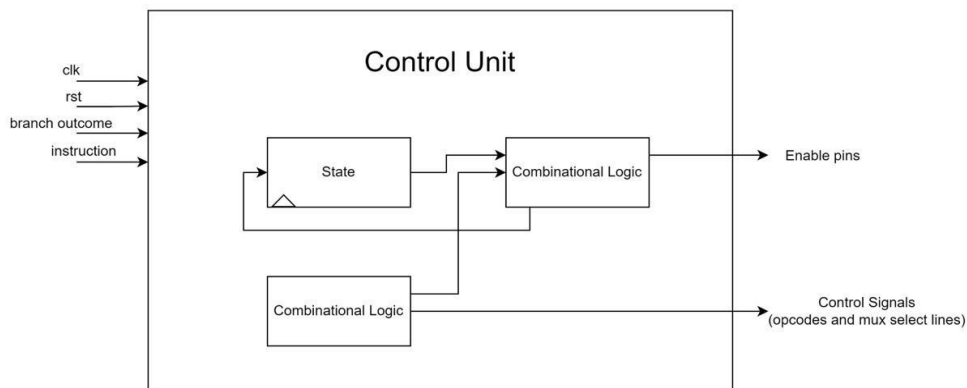 Control Unit
clk
rst
branch outcome
instruction
State
Combinational Logic
Enable pins
Combinational Logic
Control Signals
(opcodes and mux select lines)